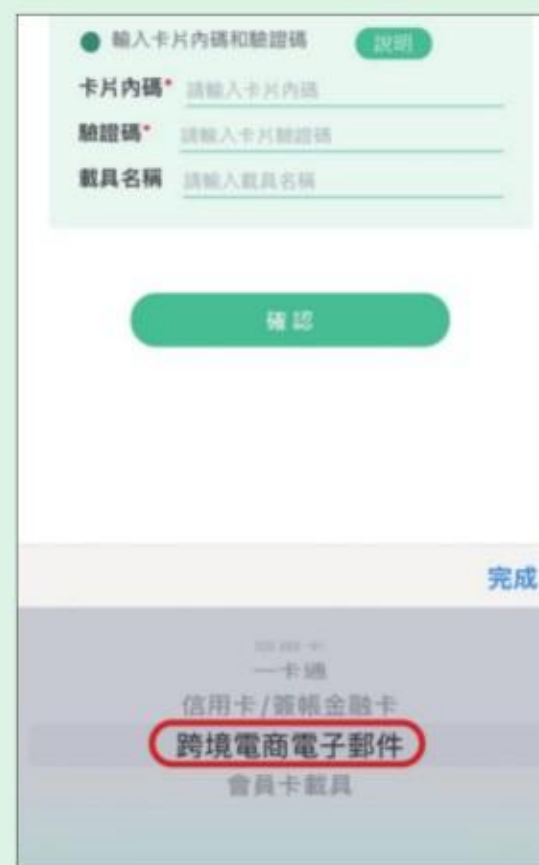 輸入卡片內碼和驗證碼 說明
卡片內碼* 請輸入卡片內碼
驗證碼* 請輸入卡片驗證碼
載具名稱 請輸入載具名稱
確認
完成
一卡通
信用卡/簽帳金融卡
跨境電商電子郵件
會員卡載具